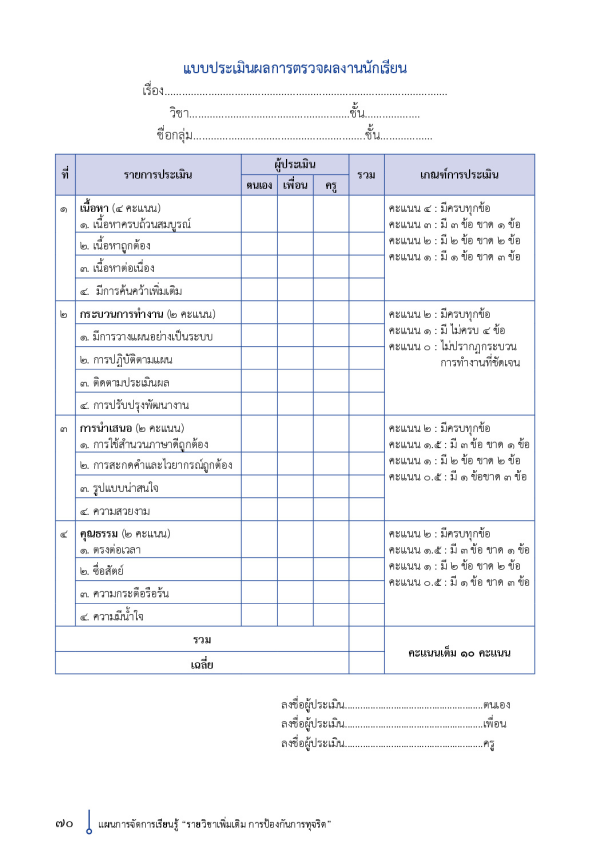 แบบประเมินผลการตรวจผลงานนักเรียน
เรื่อง............................................................................................
วิชา......................................................ชั้น..................
ชื่อกลุ่ม.........................................................ชั้น.................
ที่ รายการประเมิน ผู้ประเมิน รวม เกณฑ์การประเมิน
ตนเอง เพื่อน ครู
๑ เนื้อหา (๔ คะแนน)
๑. เนื้อหาครบถ้วนสมบูรณ์
๒. เนื้อหาถูกต้อง
๓. เนื้อหาต่อเนื่อง
๔. มีการค้นคว้าเพิ่มเติม
คะแนน ๔ : มีครบทุกข้อ
คะแนน ๓ : มี ๓ ข้อ ขาด ๑ ข้อ
คะแนน ๒ : มี ๒ ข้อ ขาด ๒ ข้อ
คะแนน ๑ : มี ๑ ข้อ ขาด ๓ ข้อ
๒ กระบวนการทำงาน (๒ คะแนน)
๑. มีการวางแผนอย่างเป็นระบบ
๒. การปฏิบัติตามแผน
๓. ติดตามประเมินผล
๔. การปรับปรุงพัฒนางาน
คะแนน ๒ : มีครบทุกข้อ
คะแนน ๑ : มี ไม่ครบ ๔ ข้อ
คะแนน ๐ : ไม่ปรากฏกระบวน
การทำงานที่ชัดเจน
๓ การนำเสนอ (๒ คะแนน)
๑. การใช้สำนวนภาษาดีถูกต้อง
๒. การสะกดคำและไวยากรณ์ถูกต้อง
๓. รูปแบบน่าสนใจ
๔. ความสวยงาม
คะแนน ๒ : มีครบทุกข้อ
คะแนน ๑.๕ : มี ๓ ข้อ ขาด ๑ ข้อ
คะแนน ๑ : มี ๒ ข้อ ขาด ๒ ข้อ
คะแนน ๐.๕ : มี ๑ ข้อขาด ๓ ข้อ
๔ คุณธรรม (๒ คะแนน)
๑. ตรงต่อเวลา
๒. ซื่อสัตย์
๓. ความกระตือรือร้น
๔. ความมีน้ำใจ
คะแนน ๒ : มีครบทุกข้อ
คะแนน ๑.๕ : มี ๓ ข้อ ขาด ๑ ข้อ
คะแนน ๑ : มี ๒ ข้อ ขาด ๒ ข้อ
คะแนน ๐.๕ : มี ๑ ข้อ ขาด ๓ ข้อ
รวม
เฉลี่ย
คะแนนเต็ม ๑๐ คะแนน
ลงชื่อผู้ประเมิน......................................................ตนเอง
ลงชื่อผู้ประเมิน......................................................เพื่อน
ลงชื่อผู้ประเมิน......................................................ครู
๗๐ แผนการจัดการเรียนรู้ “รายวิชาเพิ่มเติม การป้องกันการทุจริต”